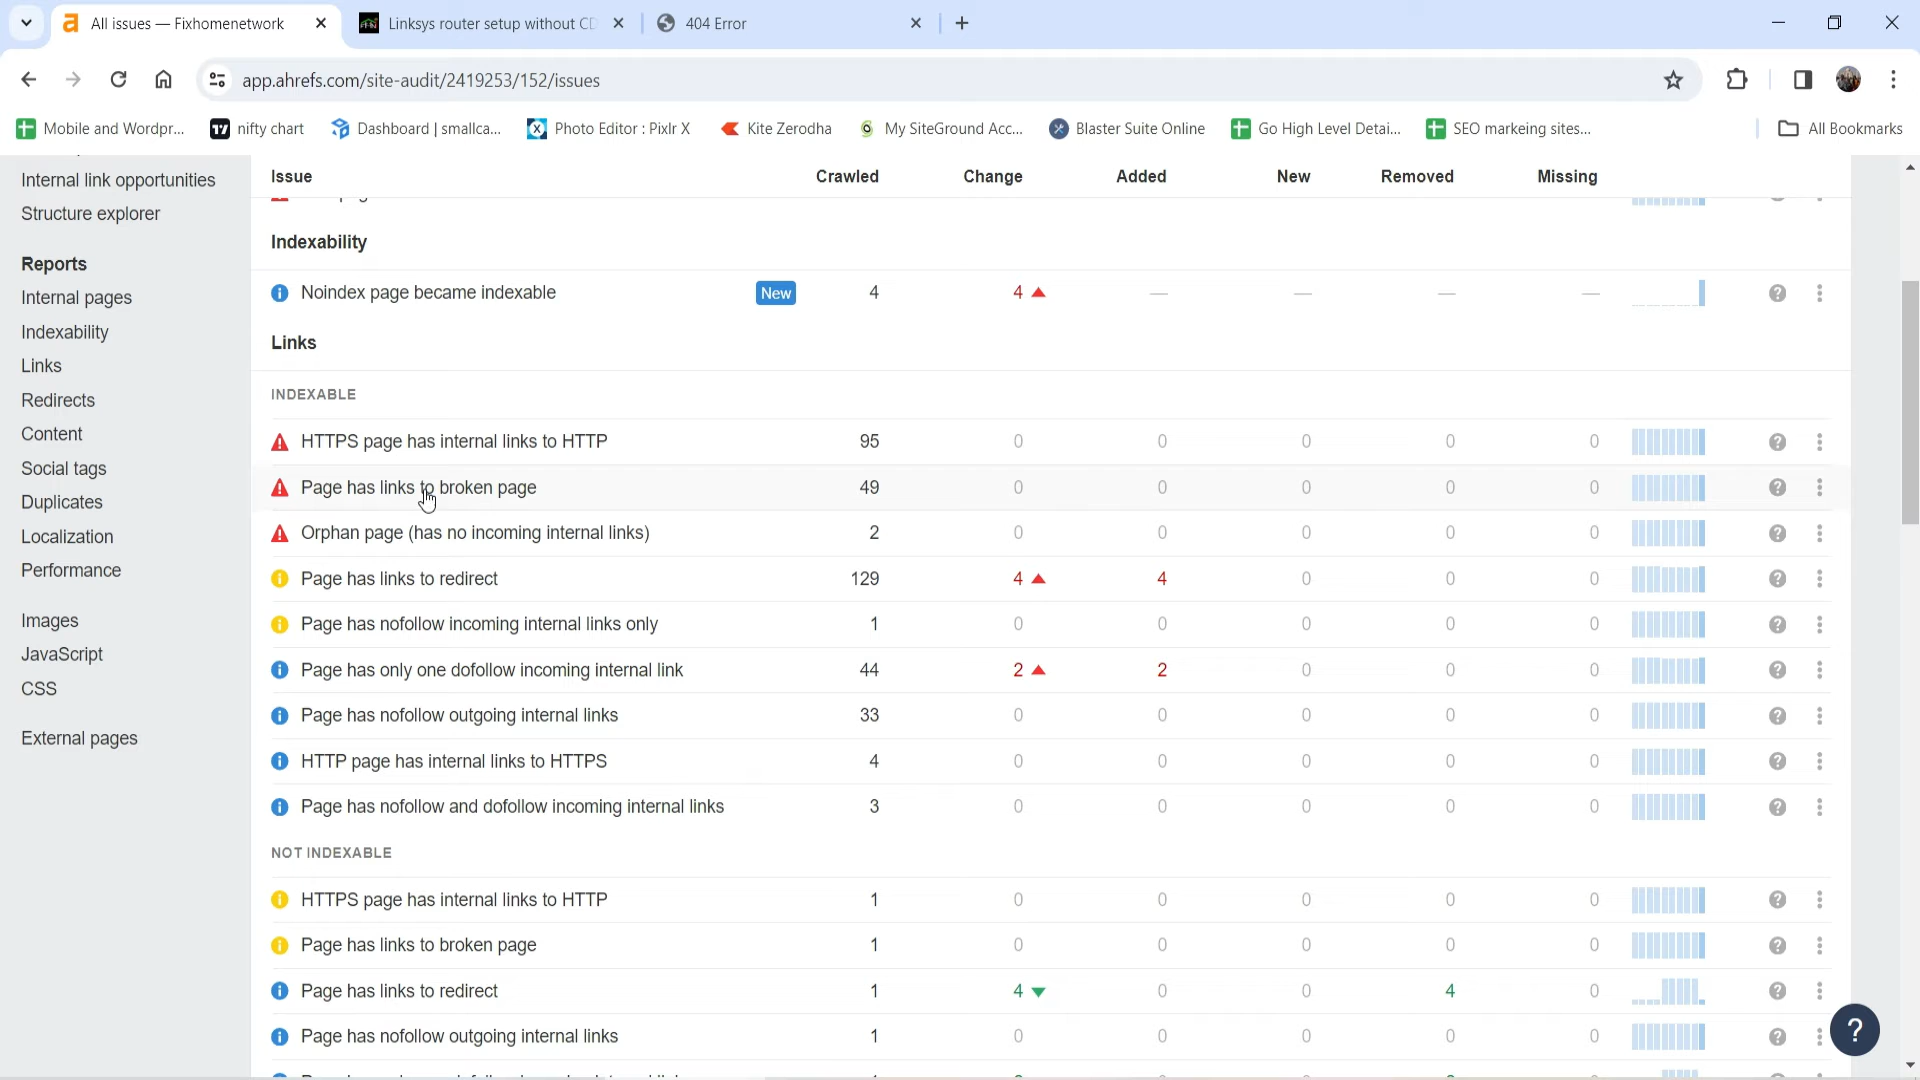 All issues — Fixhomenetwork
Linksys router setup without CD
404 Error
app.ahrefs.com/site-audit/2419253/152/issues
Mobile and Wordpr...
nifty chart
Dashboard | smallca...
Photo Editor : Pixlr X
Kite Zerodha
My SiteGround Acc...
Blaster Suite Online
Go High Level Detai...
SEO markeing sites...
All Bookmarks
Internal link opportunities
Structure explorer
Reports
Internal pages
Indexability
Links
Redirects
Content
Social tags
Duplicates
Localization
Performance
Images
JavaScript
CSS
External pages
Issue Crawled Change Added New Removed Missing
Indexability
Noindex page became indexable New 4 4 — — — —
Links
INDEXABLE
HTTPS page has internal links to HTTP 95 0 0 0 0 0
Page has links to broken page 49 0 0 0 0 0
Orphan page (has no incoming internal links) 2 0 0 0 0 0
Page has links to redirect 129 4 4 0 0 0
Page has nofollow incoming internal links only 1 0 0 0 0 0
Page has only one dofollow incoming internal link 44 2 2 0 0 0
Page has nofollow outgoing internal links 33 0 0 0 0 0
HTTP page has internal links to HTTPS 4 0 0 0 0 0
Page has nofollow and dofollow incoming internal links 3 0 0 0 0 0
NOT INDEXABLE
HTTPS page has internal links to HTTP 1 0 0 0 0 0
Page has links to broken page 1 0 0 0 0 0
Page has links to redirect 1 4 0 0 4 0
Page has nofollow outgoing internal links 1 0 0 0 0 0
?